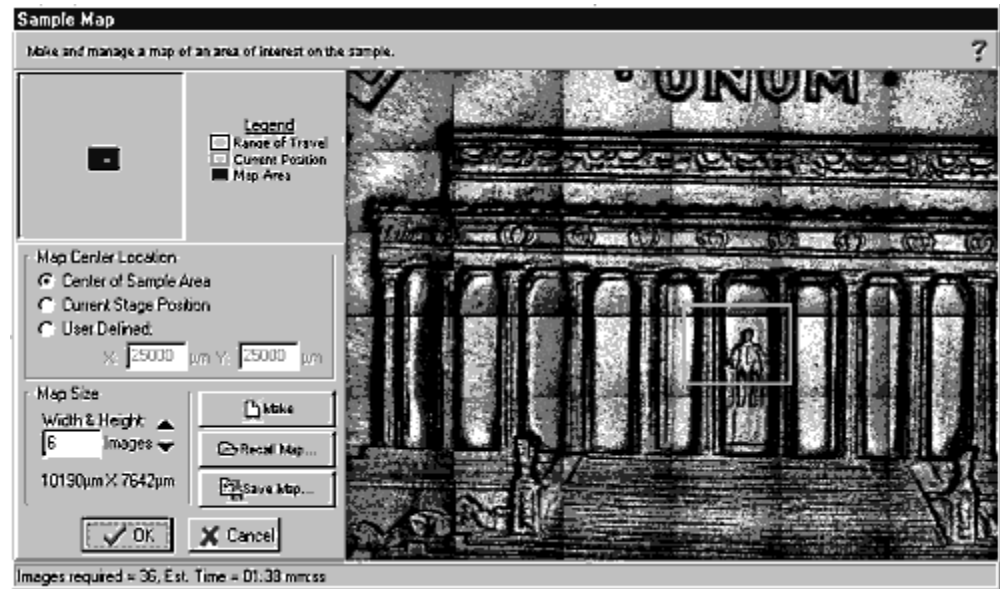 Sample Map
Make and manage a map of an area of interest on the sample.
?
Legend
Range of Travel
Current Position
Map Area
UNUM
Map Center Location
Center of Sample Area
Current Stage Position
User Defined:
X: 25000 µm Y: 25000 µm
Map Size
Width & Height:
6 Images
10190µm X 7642µm
Make
Recall Map...
Save Map...
OK
Cancel
Images required = 36, Est. Time = 01:38 mm:ss